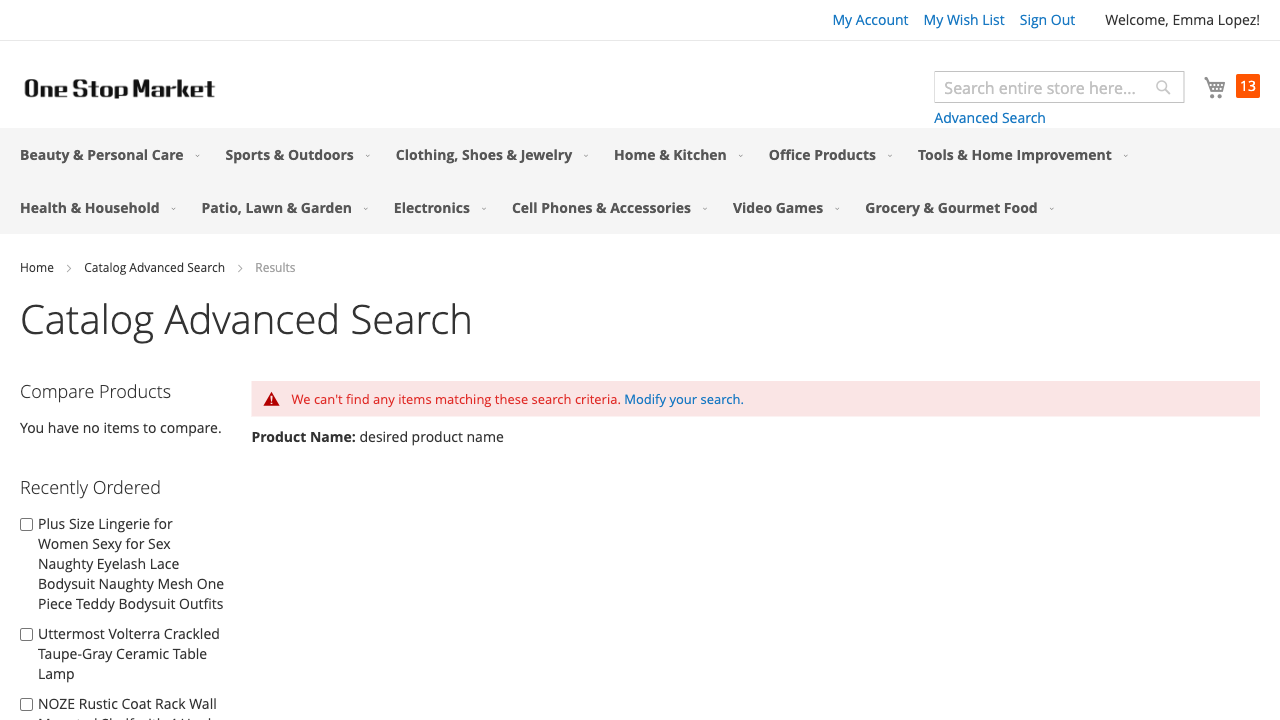 My Account My Wish List Sign Out Welcome, Emma Lopez!
One Stop Market
Search entire store here...
13
Advanced Search
Beauty & Personal Care Sports & Outdoors Clothing, Shoes & Jewelry Home & Kitchen Office Products Tools & Home Improvement
Health & Household Patio, Lawn & Garden Electronics Cell Phones & Accessories Video Games Grocery & Gourmet Food
Home Catalog Advanced Search Results
Catalog Advanced Search
Compare Products
You have no items to compare.
We can't find any items matching these search criteria. Modify your search.
Product Name: desired product name
Recently Ordered
Plus Size Lingerie for
Women Sexy for Sex
Naughty Eyelash Lace
Bodysuit Naughty Mesh One
Piece Teddy Bodysuit Outfits
Uttermost Volterra Crackled
Taupe-Gray Ceramic Table
Lamp
NOZE Rustic Coat Rack Wall